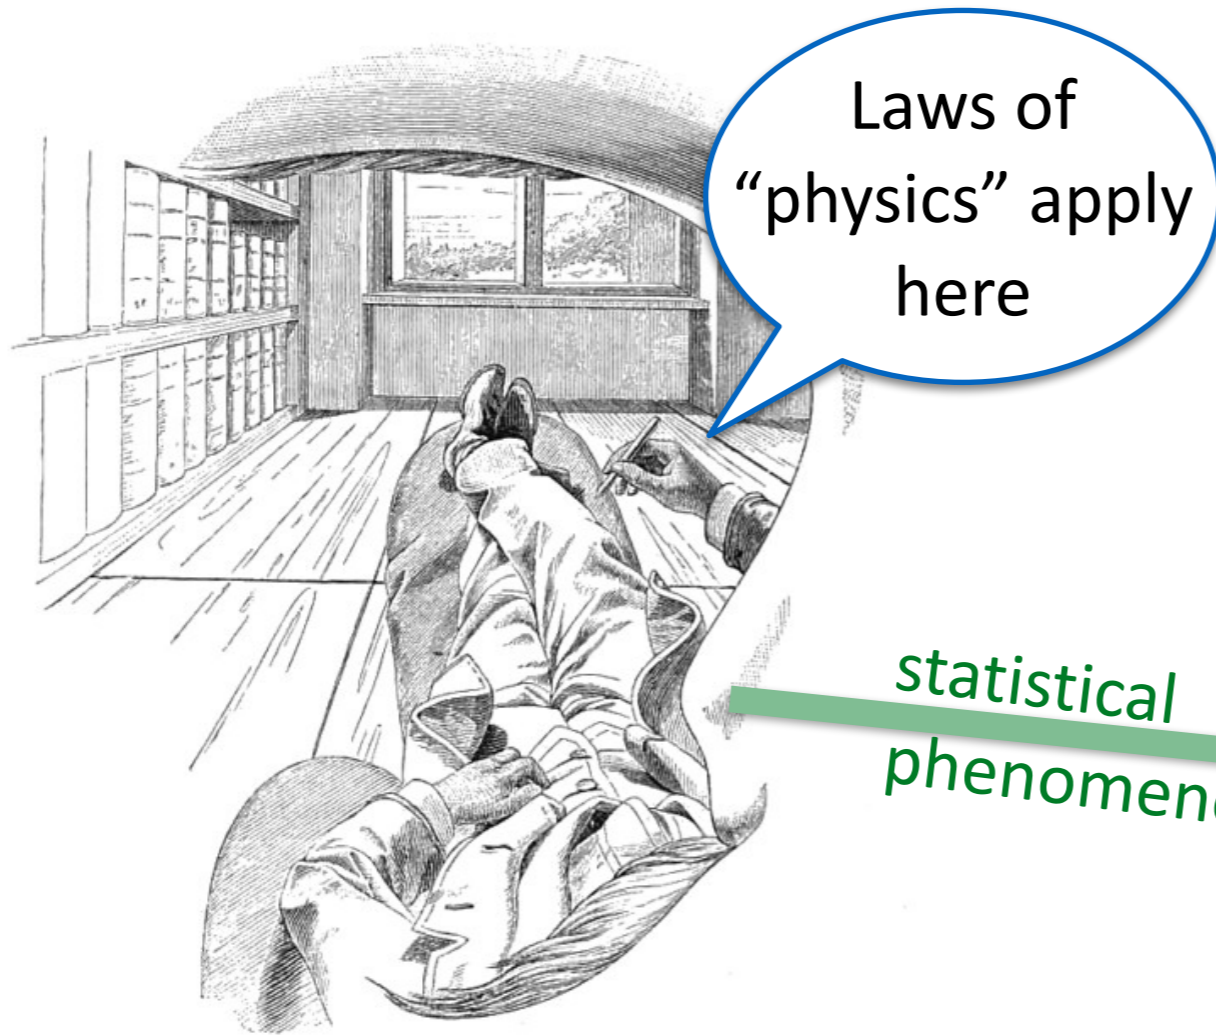 Laws of
“physics” apply
here
statistical